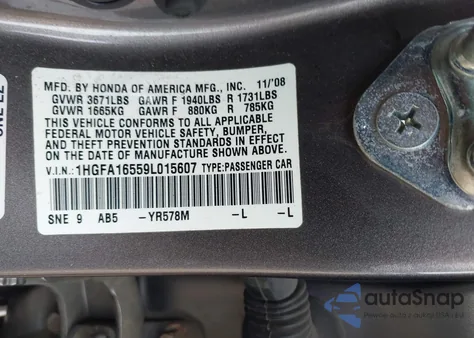 MFD. BY HONDA OF AMERICA MFG., INC. 11/'08
GVWR 3671LBS GAWR F 1940LBS R 1731LBS
GVWR 1665KG GAWR F 880KG R 785KG
THIS VEHICLE CONFORMS TO ALL APPLICABLE
FEDERAL MOTOR VEHICLE SAFETY, BUMPER,
AND THEFT PREVENTION STANDARDS IN EFFECT
ON THE DATE OF MANUFACTURE SHOWN ABOVE.
V.I.N.: 1HGFA16559L015607 TYPE: PASSENGER CAR
SNE 9 AB5 -YR578M -L -L
autoSnap